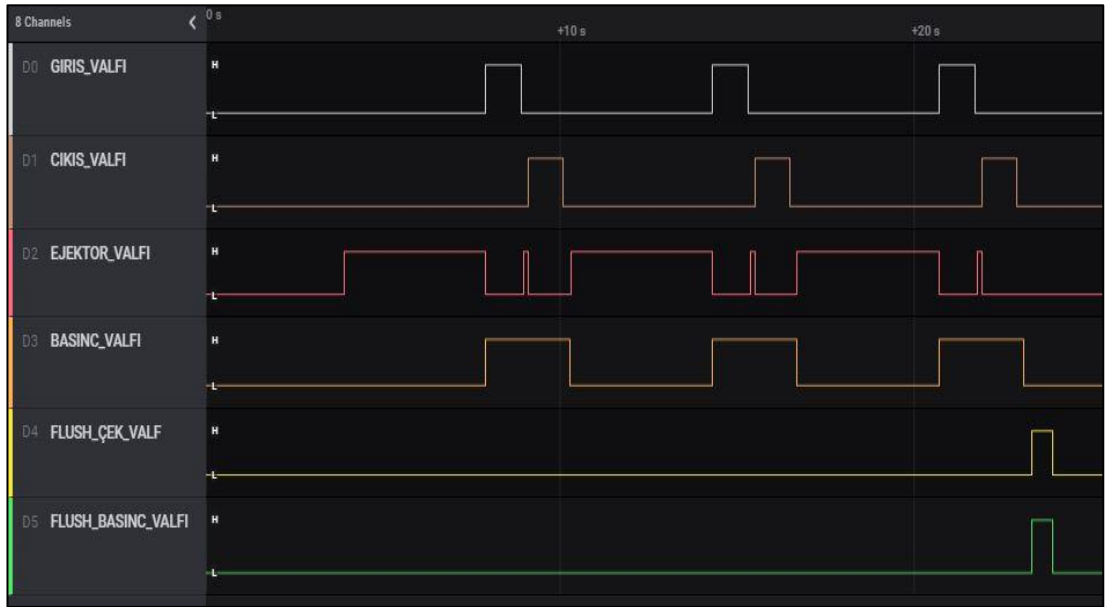 8 Channels
0 s
+10 s
+20 s
D0 GIRIS_VALFI
H
L
D1 CIKIS_VALFI
H
L
D2 EJEKTOR_VALFI
H
L
D3 BASINC_VALFI
H
L
D4 FLUSH_ÇEK_VALF
H
L
D5 FLUSH_BASINC_VALFI
H
L